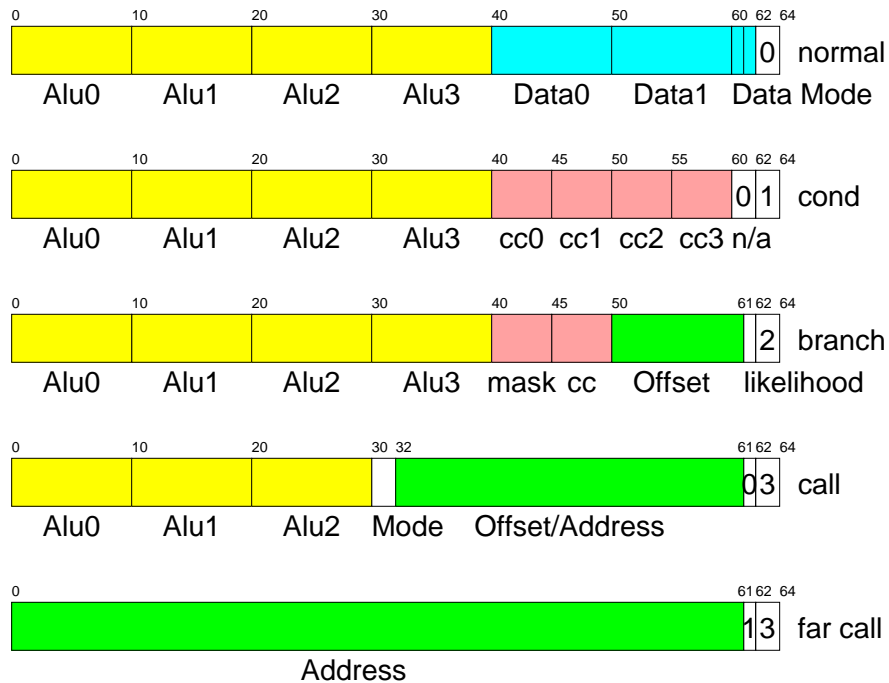 0 10 20 30 40 50 60 62 64
0 normal
Alu0 Alu1 Alu2 Alu3 Data0 Data1 Data Mode
0 10 20 30 40 45 50 55 60 62 64
0 1 cond
Alu0 Alu1 Alu2 Alu3 cc0 cc1 cc2 cc3 n/a
0 10 20 30 40 45 50 61 62 64
2 branch
Alu0 Alu1 Alu2 Alu3 mask cc Offset likelihood
0 10 20 30 32 61 62 64
0 3 call
Alu0 Alu1 Alu2 Mode Offset/Address
0 61 62 64
1 3 far call
Address